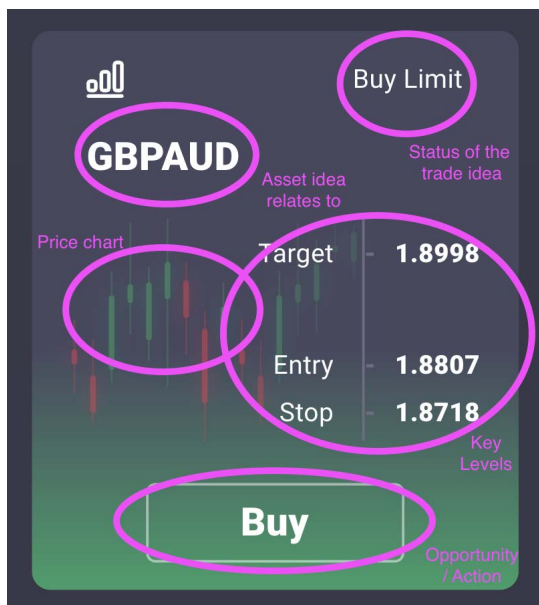 Buy Limit
GBPAUD
Status of the
trade idea
Asset idea
relates to
Price chart
Target - 1.8998
Entry - 1.8807
Stop - 1.8718
Key
Levels
Buy
Opportunity
/ Action